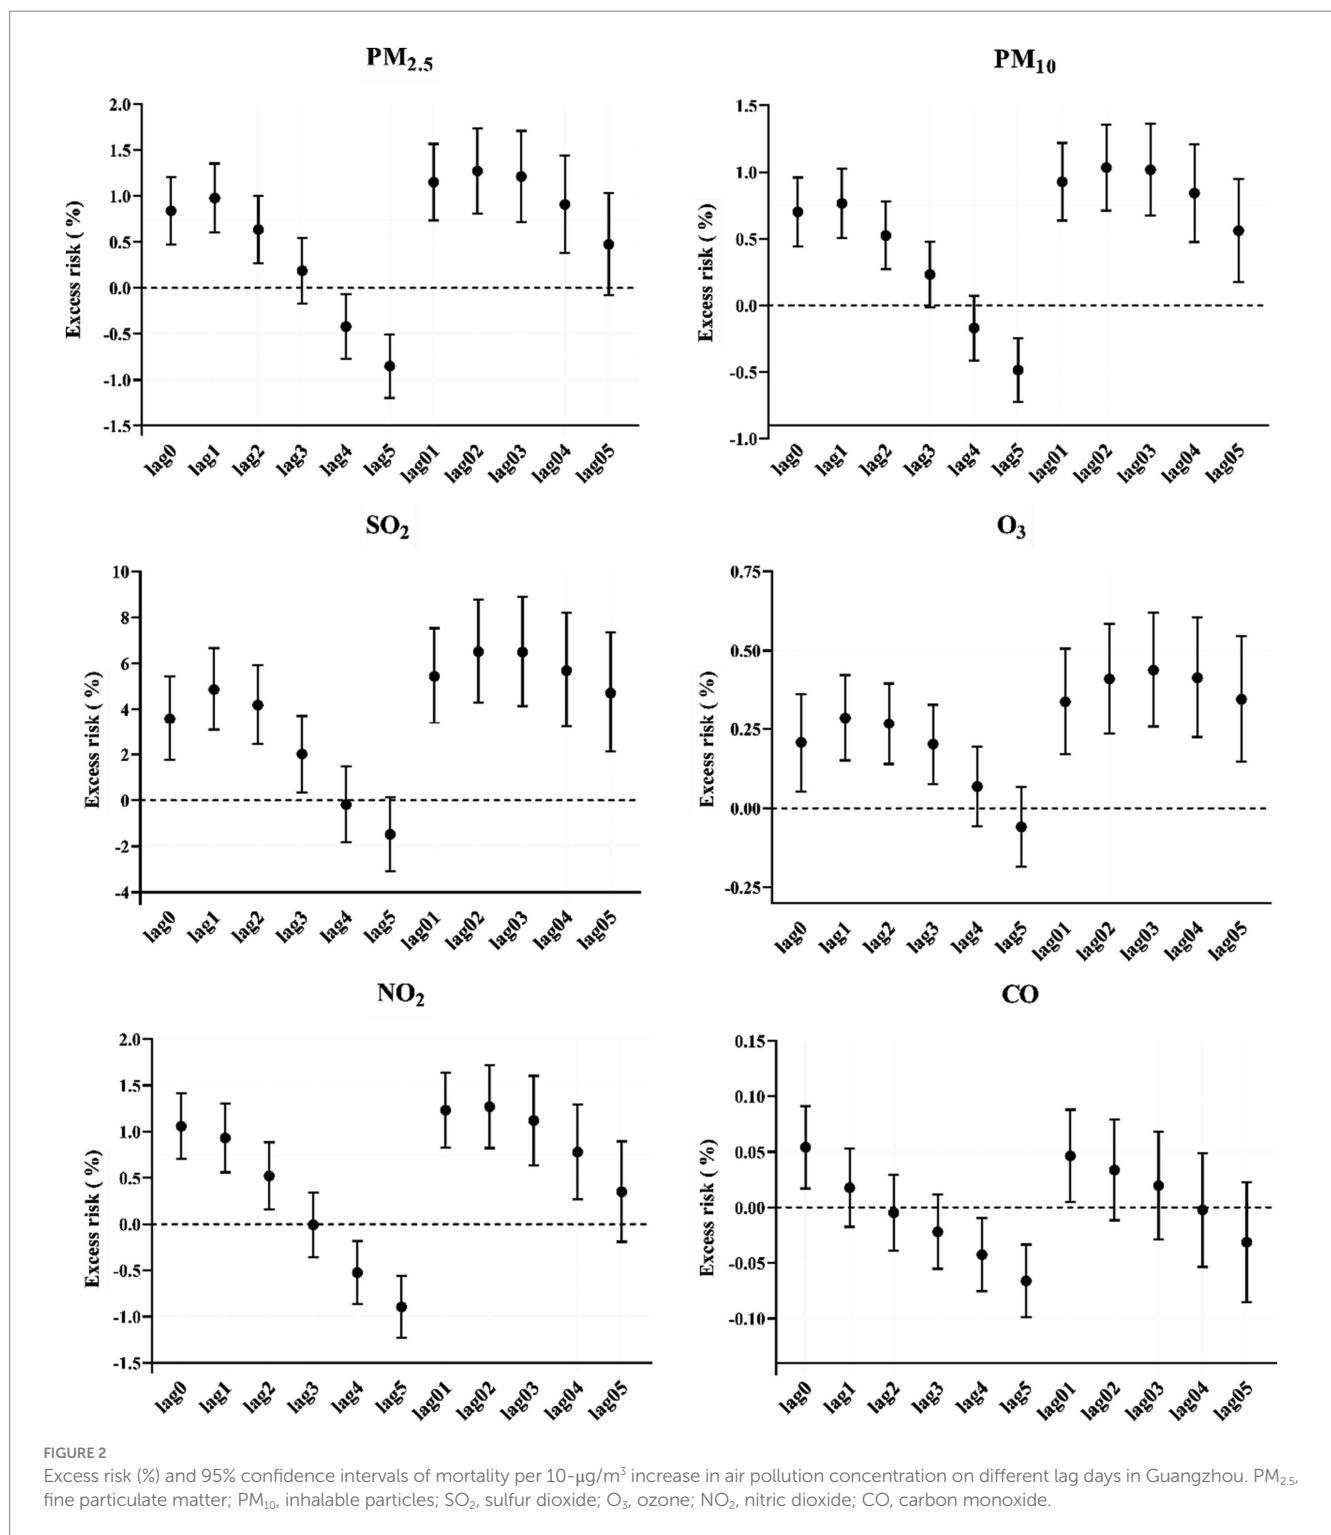 PM2.5
Excess risk ( %)
2.0
1.5
1.0
0.5
0.0
-0.5
-1.0
-1.5
lag0 lag1 lag2 lag3 lag4 lag5 lag01 lag02 lag03 lag04 lag05
PM10
Excess risk ( %)
1.5
1.0
0.5
0.0
-0.5
-1.0
lag0 lag1 lag2 lag3 lag4 lag5 lag01 lag02 lag03 lag04 lag05
SO2
Excess risk ( %)
10
8
6
4
2
0
-2
-4
lag0 lag1 lag2 lag3 lag4 lag5 lag01 lag02 lag03 lag04 lag05
O3
Excess risk ( %)
0.75
0.50
0.25
0.00
-0.25
lag0 lag1 lag2 lag3 lag4 lag5 lag01 lag02 lag03 lag04 lag05
NO2
Excess risk ( %)
2.0
1.5
1.0
0.5
0.0
-0.5
-1.0
-1.5
lag0 lag1 lag2 lag3 lag4 lag5 lag01 lag02 lag03 lag04 lag05
CO
Excess risk ( %)
0.15
0.10
0.05
0.00
-0.05
-0.10
lag0 lag1 lag2 lag3 lag4 lag5 lag01 lag02 lag03 lag04 lag05
FIGURE 2
Excess risk (%) and 95% confidence intervals of mortality per 10-μg/m³ increase in air pollution concentration on different lag days in Guangzhou. PM2.5,
fine particulate matter; PM10, inhalable particles; SO2, sulfur dioxide; O3, ozone; NO2, nitric dioxide; CO, carbon monoxide.